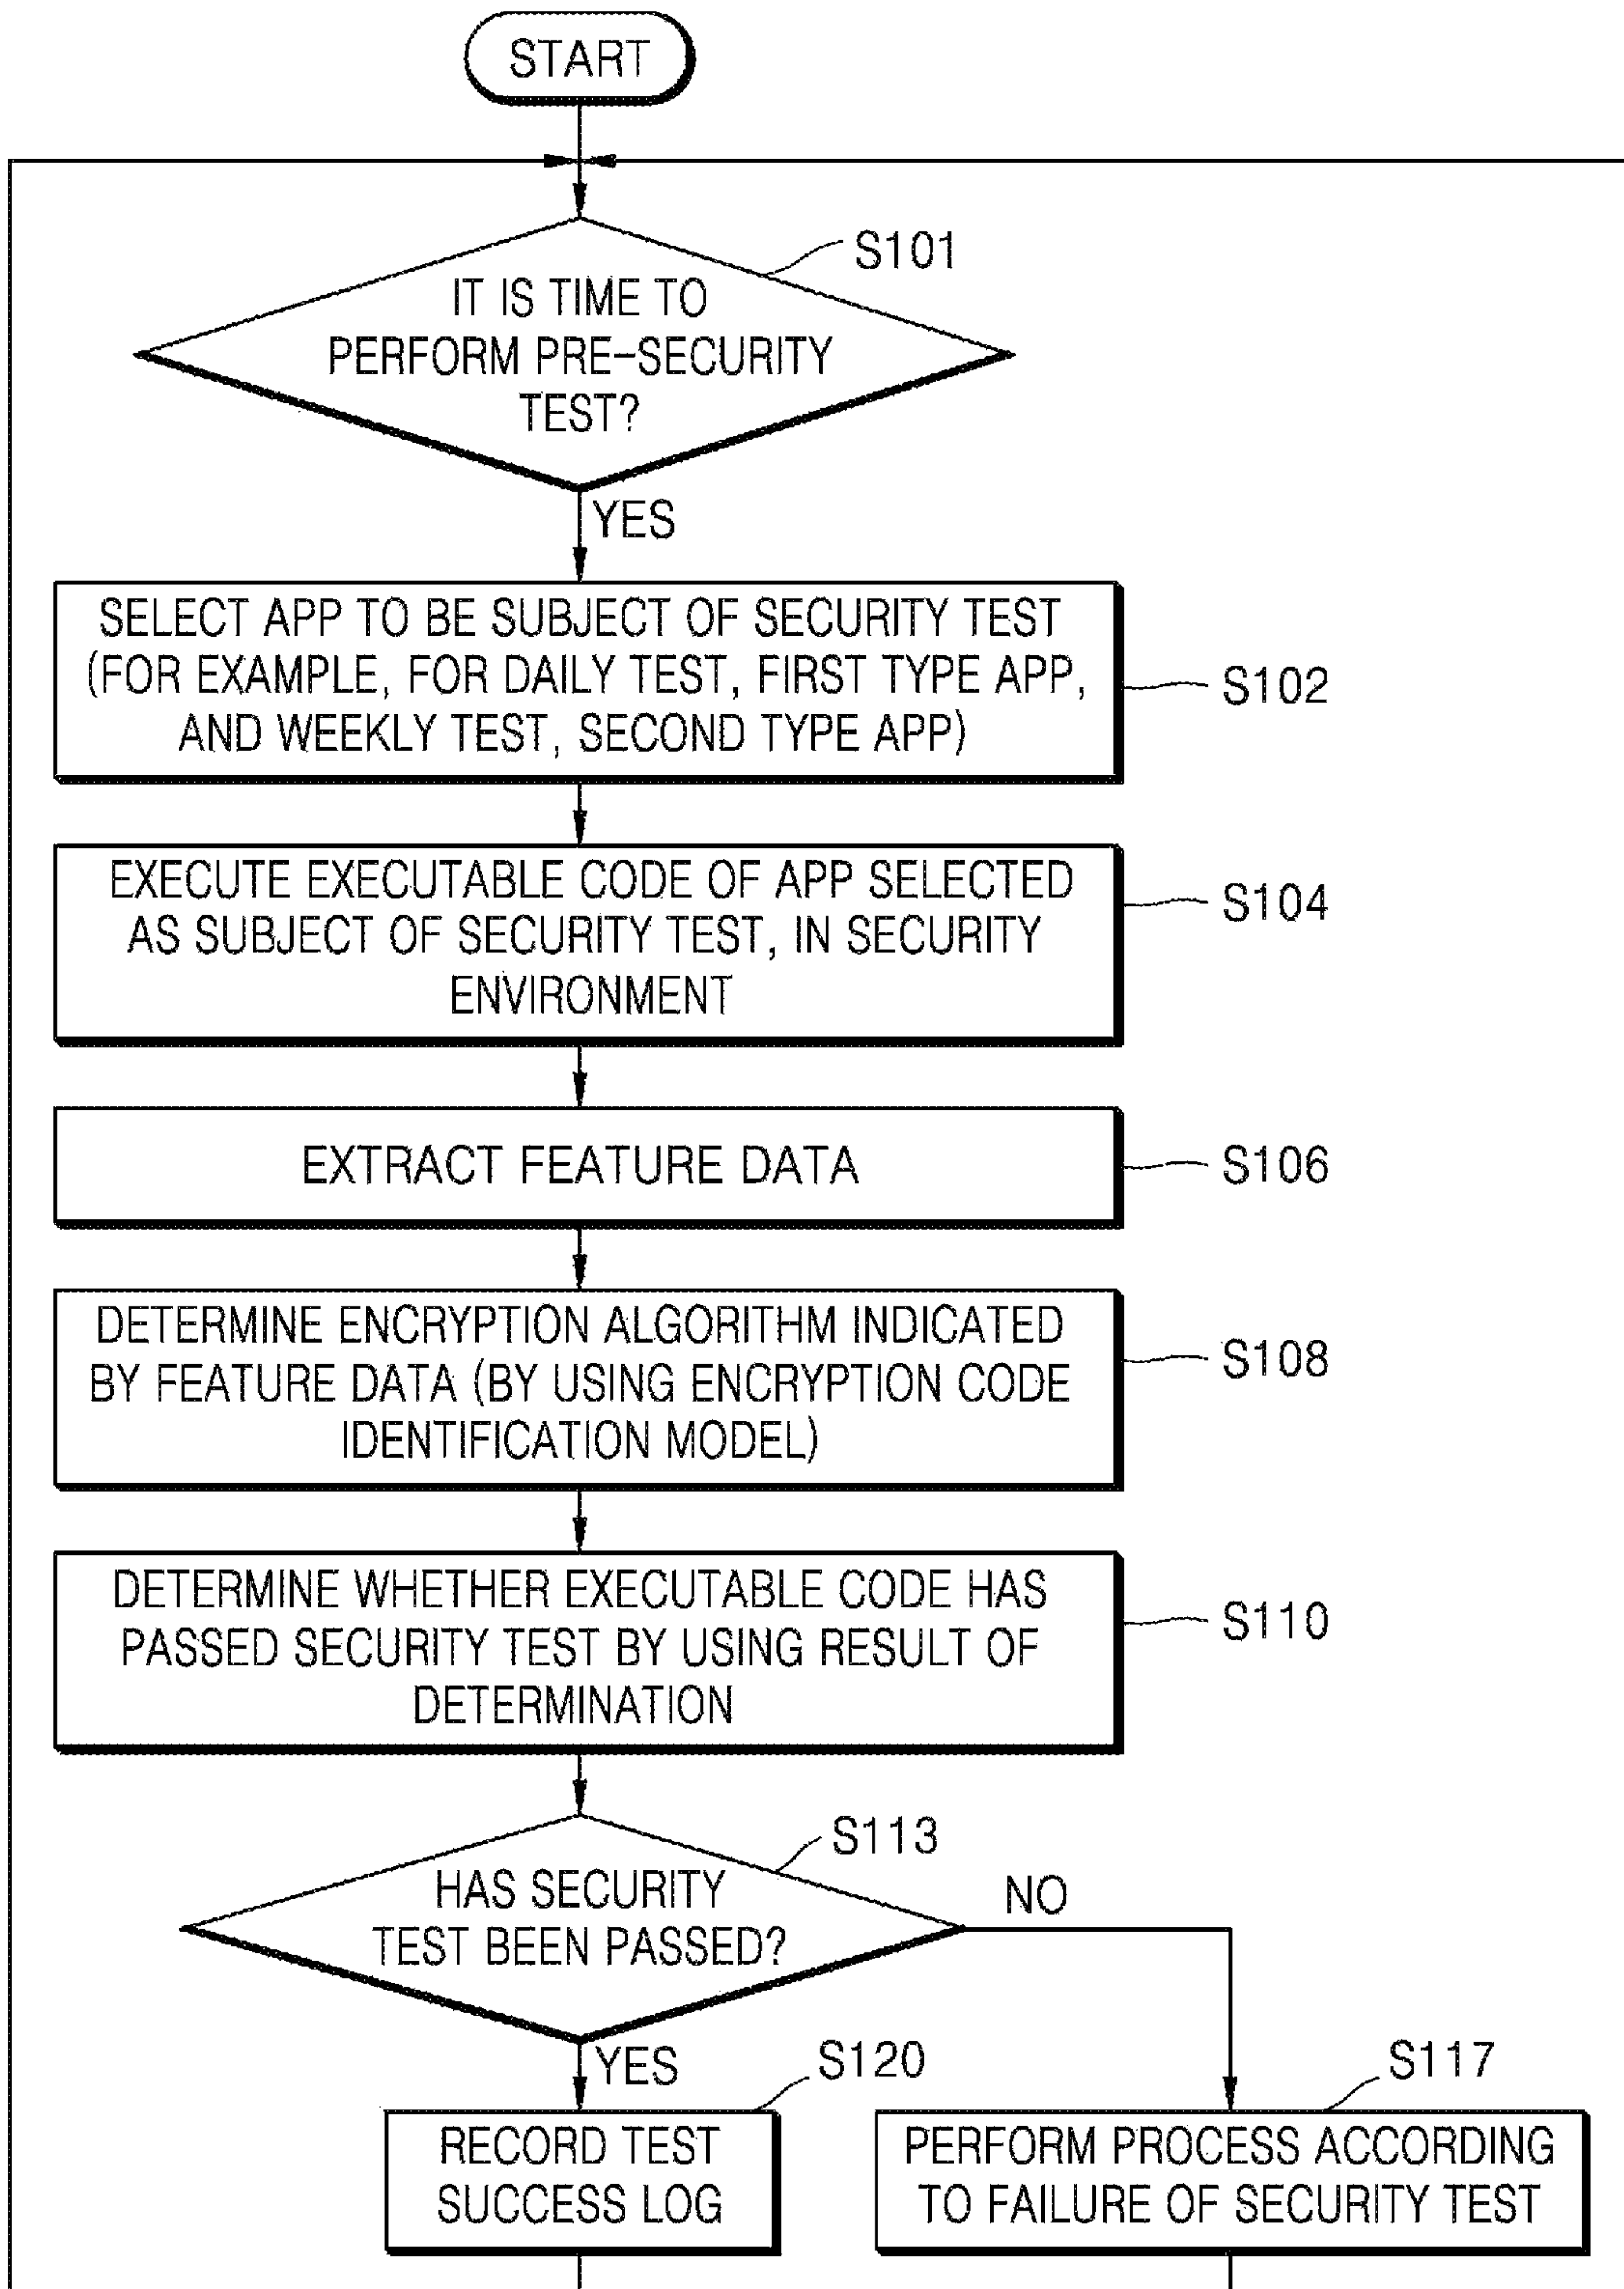 START
S101
IT IS TIME TO
PERFORM PRE-SECURITY
TEST?
YES
SELECT APP TO BE SUBJECT OF SECURITY TEST
(FOR EXAMPLE, FOR DAILY TEST, FIRST TYPE APP,
AND WEEKLY TEST, SECOND TYPE APP)
S102
EXECUTE EXECUTABLE CODE OF APP SELECTED
AS SUBJECT OF SECURITY TEST, IN SECURITY
ENVIRONMENT
S104
EXTRACT FEATURE DATA
S106
DETERMINE ENCRYPTION ALGORITHM INDICATED
BY FEATURE DATA (BY USING ENCRYPTION CODE
IDENTIFICATION MODEL)
S108
DETERMINE WHETHER EXECUTABLE CODE HAS
PASSED SECURITY TEST BY USING RESULT OF
DETERMINATION
S110
S113
HAS SECURITY
TEST BEEN PASSED?
NO
YES
S120
S117
RECORD TEST
SUCCESS LOG
PERFORM PROCESS ACCORDING
TO FAILURE OF SECURITY TEST